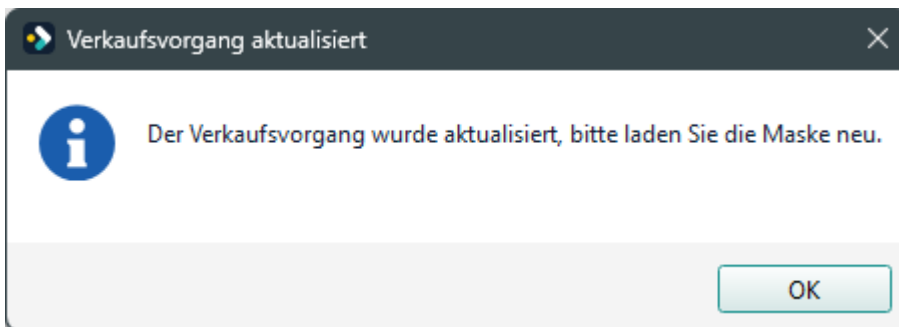 Verkaufsvorgang aktualisiert
Der Verkaufsvorgang wurde aktualisiert, bitte laden Sie die Maske neu.
OK